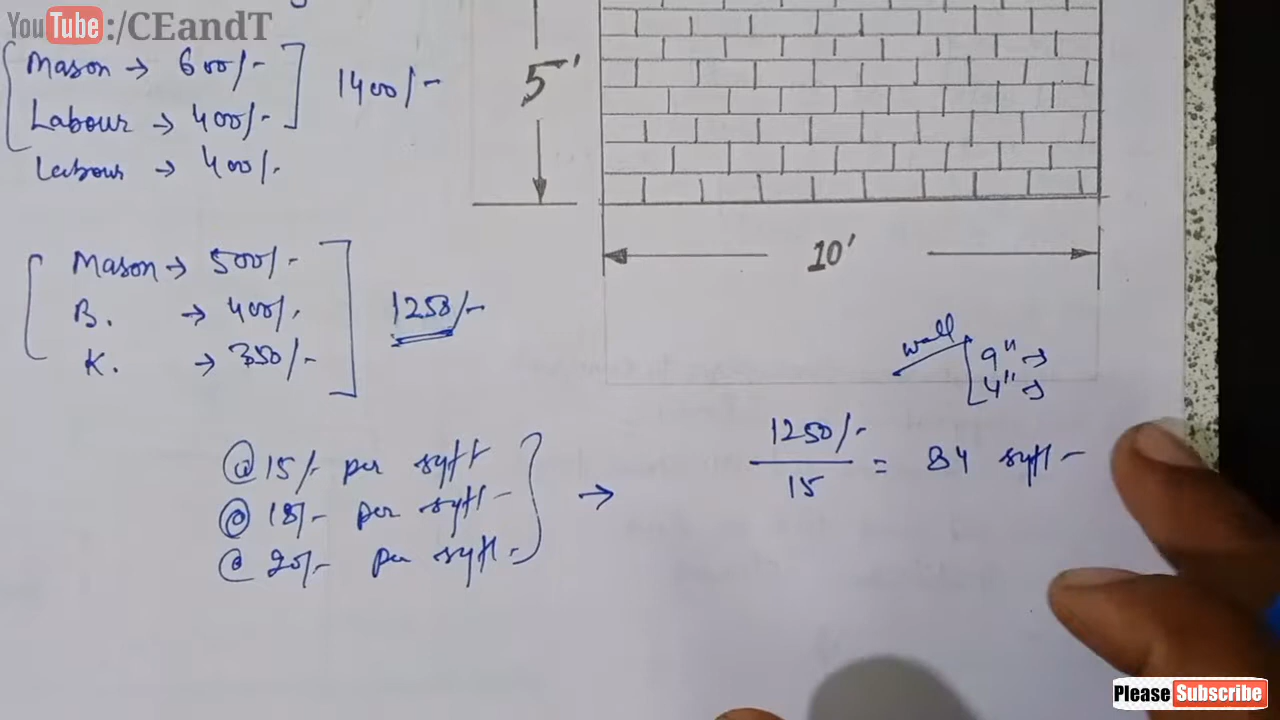 YouTube:/CEandT
Mason → 600/-
Labour → 400/-
1400/-
Labour → 400/-
5'
10'
Mason → 500/-
B. → 400/-
K. → 350/-
1250/-
wall
9" →
4" →
@ 15/- per sqft
@ 18/- per sqft -
@ 20/- per sqft -
→
1250/-
15
= 84 sqft -
Please Subscribe